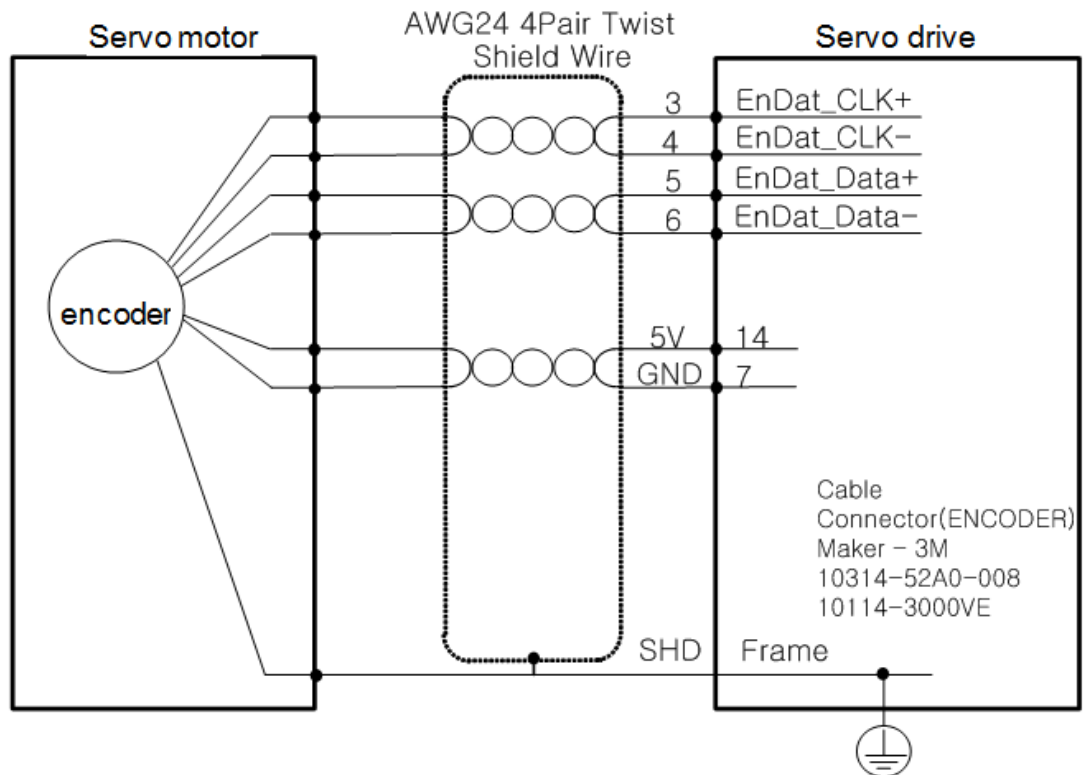 Servo motor
AWG24 4Pair Twist
Shield Wire
Servo drive
3
EnDat_CLK+
4
EnDat_CLK-
5
EnDat_Data+
6
EnDat_Data-
encoder
5V
14
GND
7
Cable
Connector(ENCODER)
Maker - 3M
10314-52A0-008
10114-3000VE
SHD
Frame